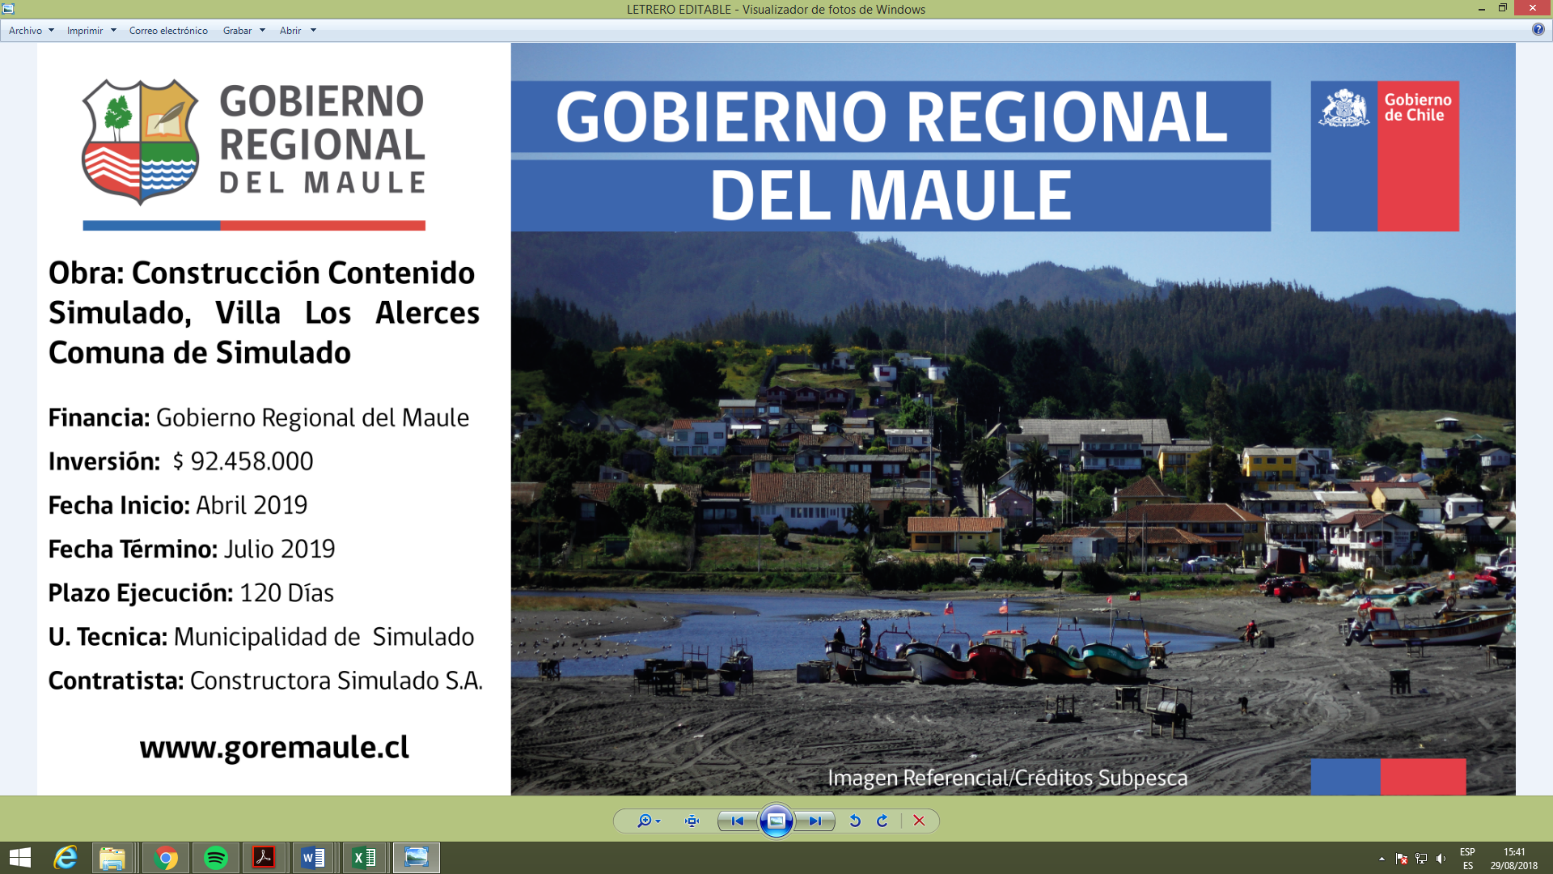 LETRERO EDITABLE - Visualizador de fotos de Windows
Archivo Imprimir Correo electrónico Grabar Abrir
GOBIERNO
REGIONAL
DEL MAULE
GOBIERNO REGIONAL
DEL MAULE
Gobierno
de Chile
Obra: Construcción Contenido
Simulado, Villa Los Alerces
Comuna de Simulado
Financia: Gobierno Regional del Maule
Inversión: $ 92.458.000
Fecha Inicio: Abril 2019
Fecha Término: Julio 2019
Plazo Ejecución: 120 Días
U. Tecnica: Municipalidad de Simulado
Contratista: Constructora Simulado S.A.
www.goremaule.cl
Imagen Referencial/Créditos Subpesca
ESP
ES
15:41
29/08/2018